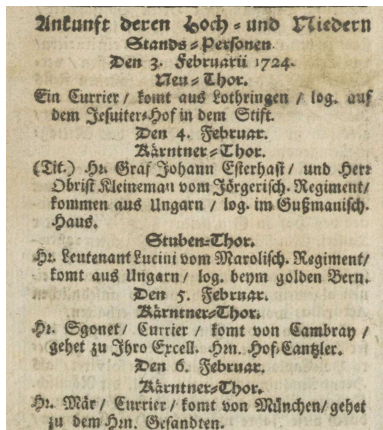 Ankunft deren Hoch- und Niedern
Stands-Personen.
Den 3. Februarii 1724.
Neu-Thor.
Ein Currier / komt aus Lothringen / log. auf
dem Jesuiter-Hof in dem Stift.
Den 4. Februar.
Kärntner-Thor.
(Tit.) Hr. Graf Johann Esterhasi / und Herr
Obrist Kleineman vom Jörgerisch. Regiment /
kommen aus Ungarn / log. im Gußmanisch.
Haus.
Stuben-Thor.
Hr. Leutenant Lucini vom Marolisch. Regiment /
komt aus Ungarn / log. beym golden Bern.
Den 5. Februar.
Kärntner-Thor.
Hr. Sgonet / Currier / komt von Cambray /
gehet zu Ihro Excell. Hrn. Hof-Cantzler.
Den 6. Februar.
Kärntner-Thor.
Hr. Mär / Currier / komt von München / gehet
zu dem Hrn. Gesandten.